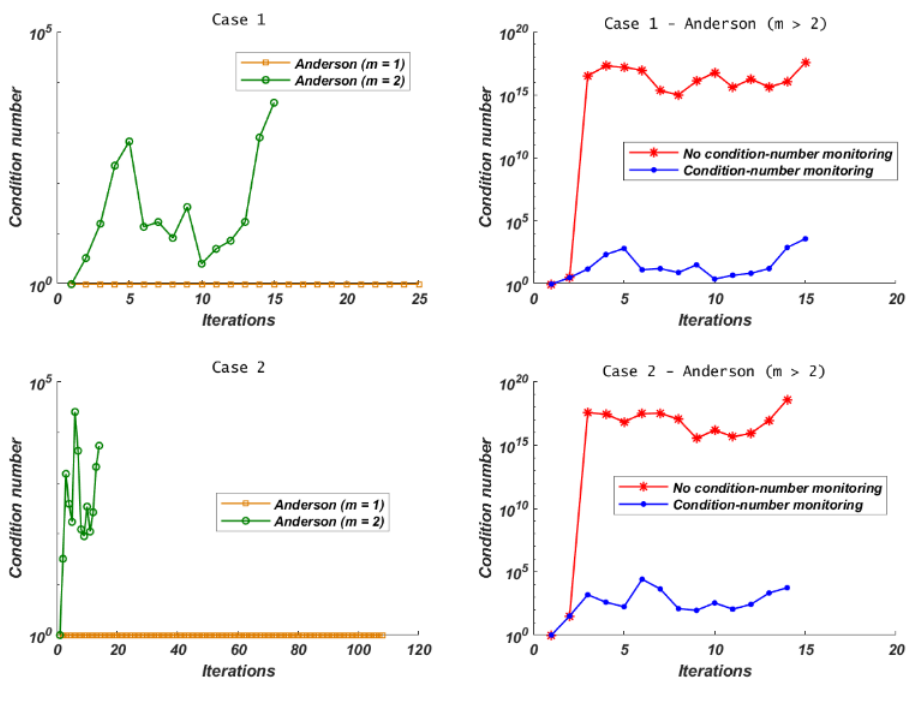 Case 1
10^5
10^0
Condition number
Anderson (m = 1)
Anderson (m = 2)
0 5 10 15 20 25
Iterations
Case 1 - Anderson (m > 2)
10^20
10^15
10^10
10^5
10^0
Condition number
No condition-number monitoring
Condition-number monitoring
0 5 10 15 20
Iterations
Case 2
10^5
10^0
Condition number
Anderson (m = 1)
Anderson (m = 2)
0 20 40 60 80 100 120
Iterations
Case 2 - Anderson (m > 2)
10^20
10^15
10^10
10^5
10^0
Condition number
No condition-number monitoring
Condition-number monitoring
0 5 10 15 20
Iterations